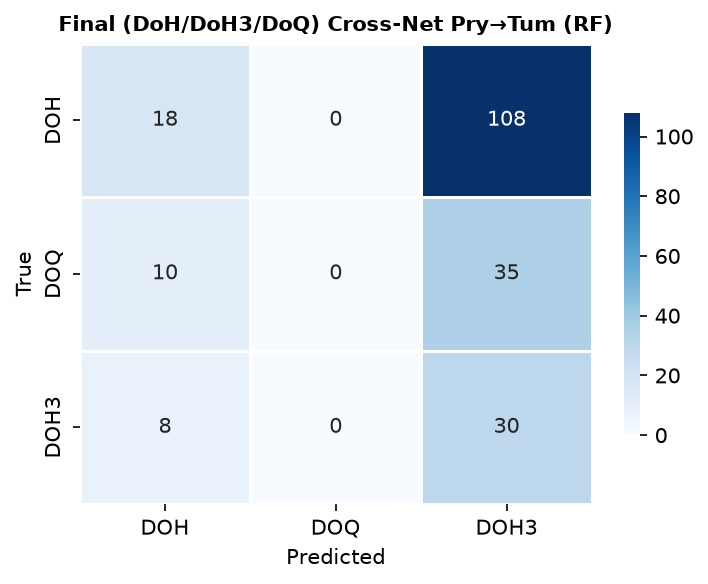 Final (DoH/DoH3/DoQ) Cross-Net Pry→Tum (RF)
True
DOH
18
0
108
DOQ
10
0
35
DOH3
8
0
30
DOH
DOQ
DOH3
Predicted
100
80
60
40
20
0